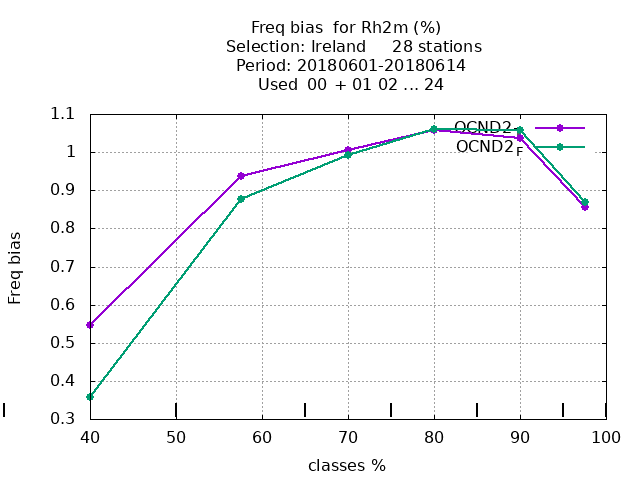 Freq bias  for Rh2m (%)
Selection: Ireland     28 stations
Period: 20180601-20180614
Used  00  + 01 02 ... 24
1.1
1
0.9
0.8
0.7
0.6
0.5
0.4
0.3
Freq bias
OCND2
OCND2F
40 50 60 70 80 90 100
classes %